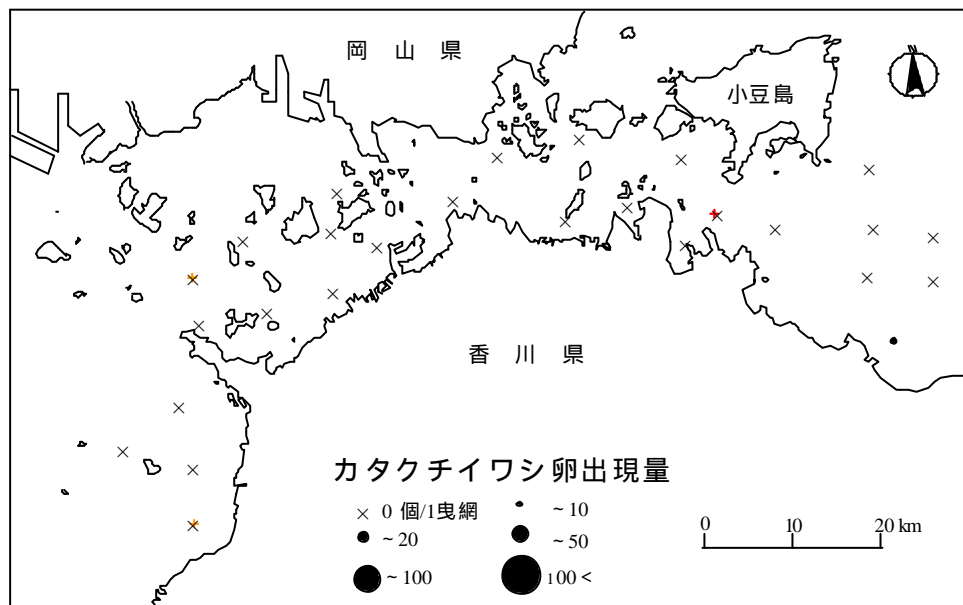 岡山県
小豆島
香川県
カタクチイワシ卵出現量
× 0 個/1曳網
~10
~20
~50
~100
100 <
0 10 20 km